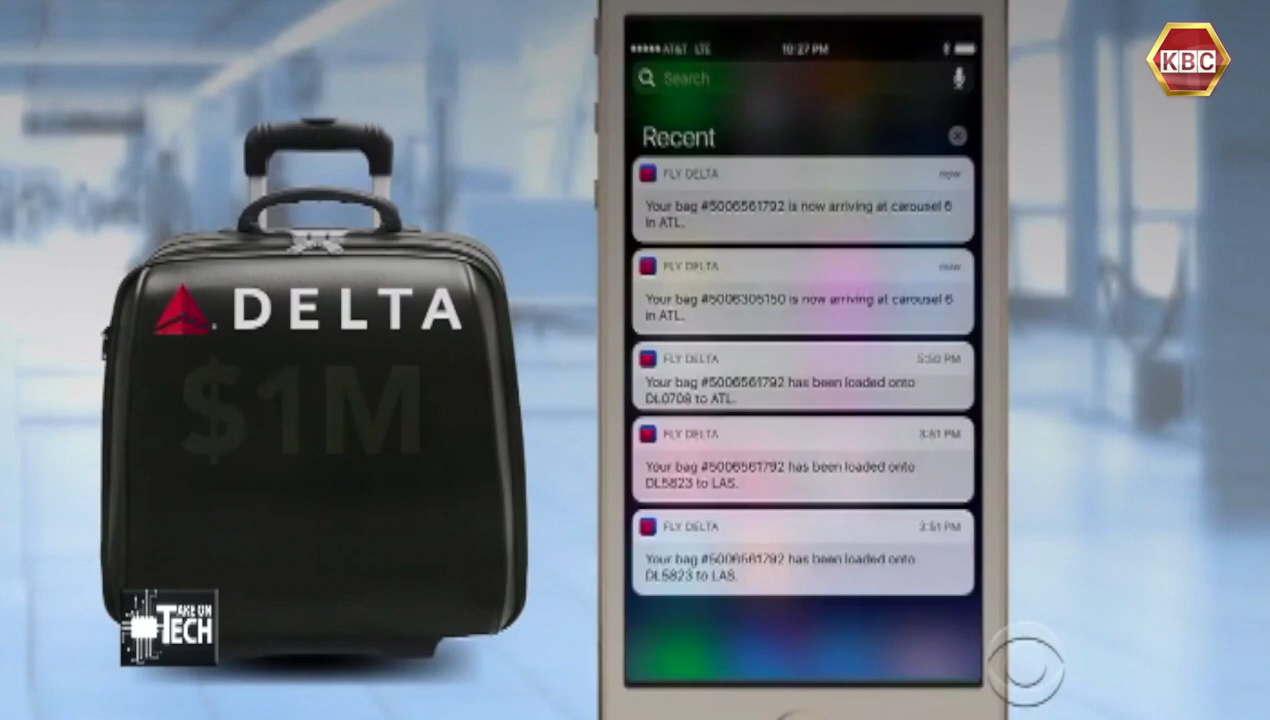 KBC
AT&T LTE 10:27 PM
Search
Recent
FLY DELTA now
Your bag #5006561792 is now arriving at carousel 6
in ATL.
FLY DELTA now
Your bag #5006305150 is now arriving at carousel 6
in ATL.
FLY DELTA 5:50 PM
Your bag #5006561792 has been loaded onto
DL0708 to ATL.
FLY DELTA 3:51 PM
Your bag #5006561792 has been loaded onto
DL5823 to LAS.
FLY DELTA 3:51 PM
Your bag #5006561792 has been loaded onto
DL5823 to LAS.
DELTA
$1M
TAKE ON
TECH